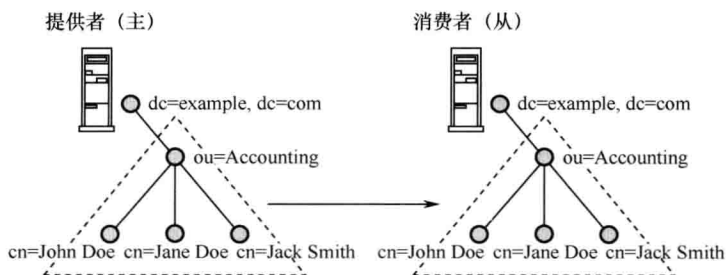 提供者（主）
消费者（从）
dc=example, dc=com
dc=example, dc=com
ou=Accounting
ou=Accounting
cn=John Doe cn=Jane Doe cn=Jack Smith
cn=John Doe cn=Jane Doe cn=Jack Smith